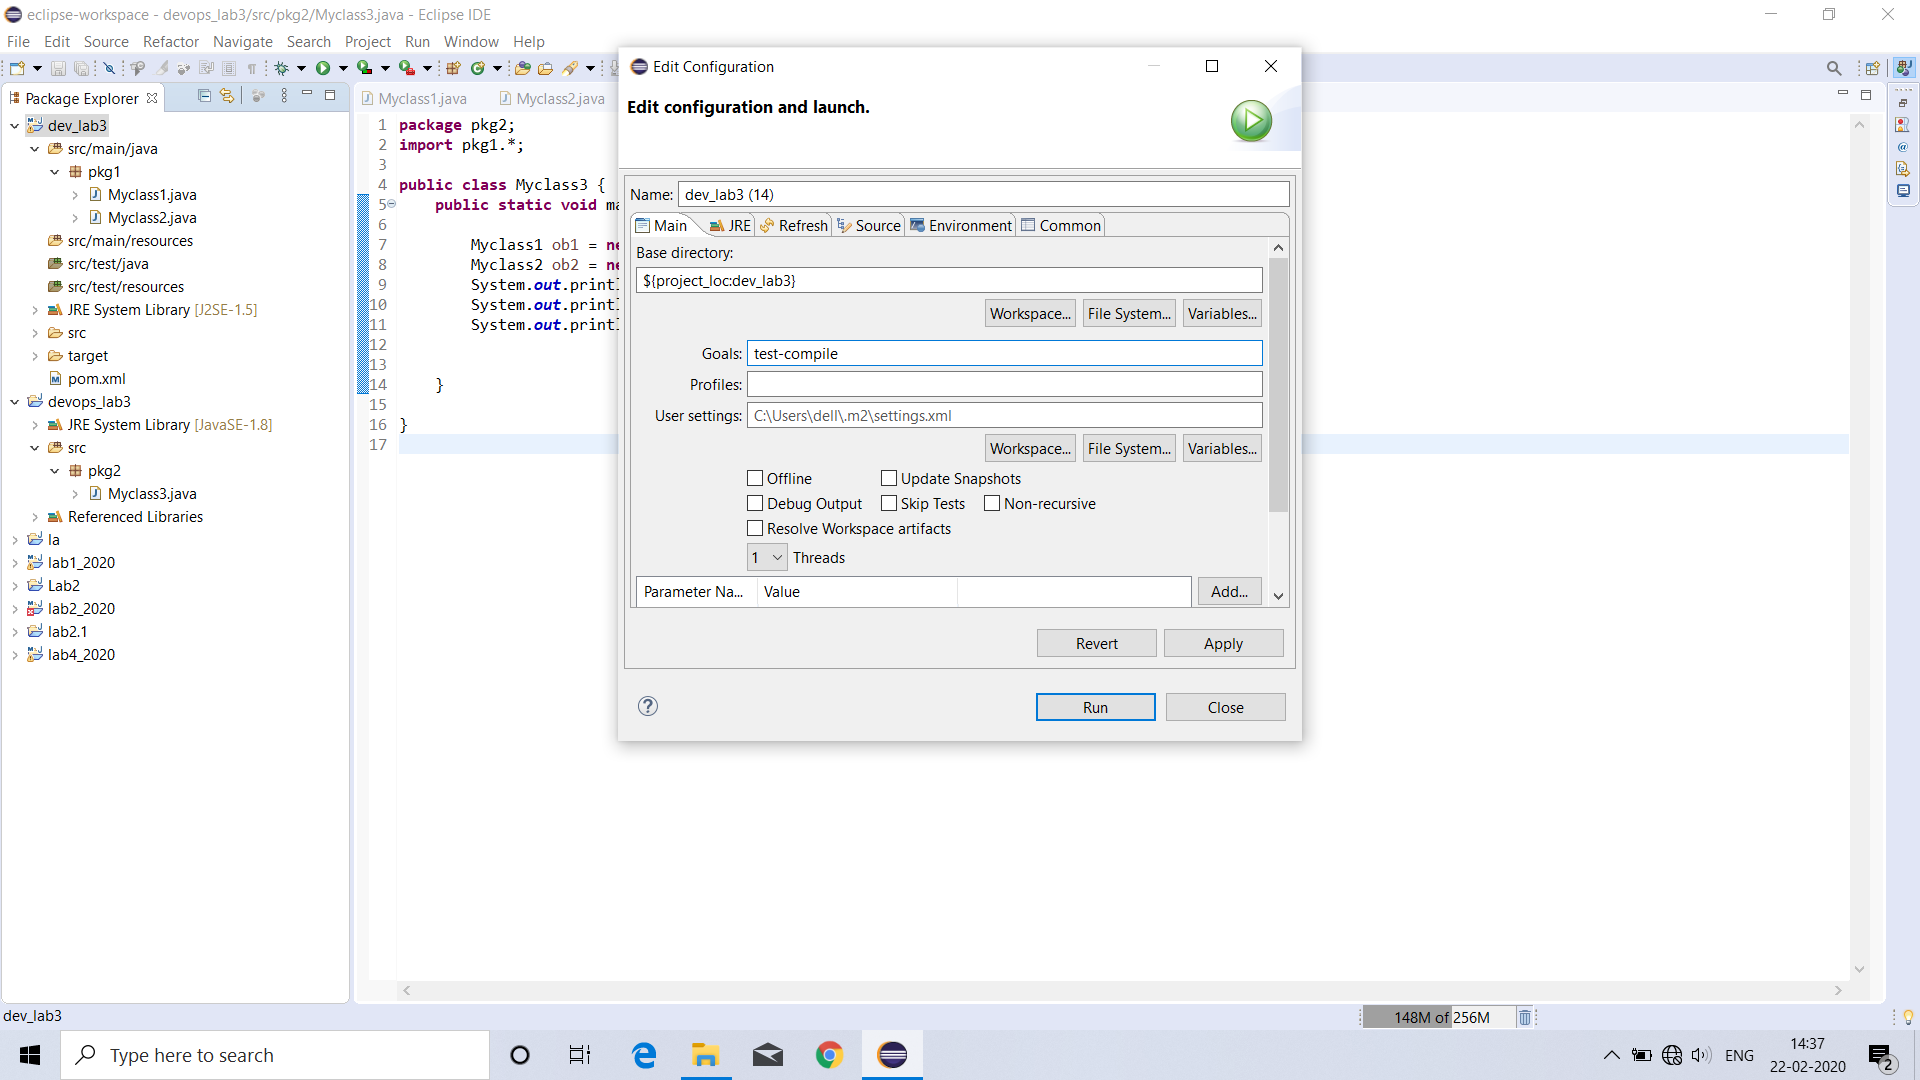 eclipse-workspace - devops_lab3/src/pkg2/Myclass3.java - Eclipse IDE
File Edit Source Refactor Navigate Search Project Run Window Help
Package Explorer
dev_lab3
src/main/java
pkg1
Myclass1.java
Myclass2.java
src/main/resources
src/test/java
src/test/resources
JRE System Library [J2SE-1.5]
src
target
pom.xml
devops_lab3
JRE System Library [JavaSE-1.8]
src
pkg2
Myclass3.java
Referenced Libraries
la
lab1_2020
Lab2
lab2_2020
lab2.1
lab4_2020
Myclass1.java Myclass2.java
1 package pkg2;
2 import pkg1.*;
3
4 public class Myclass3 {
5 public static void ma
6
7 Myclass1 ob1 = ne
8 Myclass2 ob2 = ne
9 System.out.printl
10 System.out.printl
11 System.out.printl
12
13
14 }
15
16 }
17
Edit Configuration
Edit configuration and launch.
Name: dev_lab3 (14)
Main JRE Refresh Source Environment Common
Base directory:
${project_loc:dev_lab3}
Workspace... File System... Variables...
Goals: test-compile
Profiles:
User settings: C:\Users\dell\.m2\settings.xml
Workspace... File System... Variables...
Offline Update Snapshots
Debug Output Skip Tests Non-recursive
Resolve Workspace artifacts
1 Threads
Parameter Na... Value Add...
Revert Apply
Run Close
dev_lab3
148M of 256M
Type here to search
ENG
14:37
22-02-2020
2